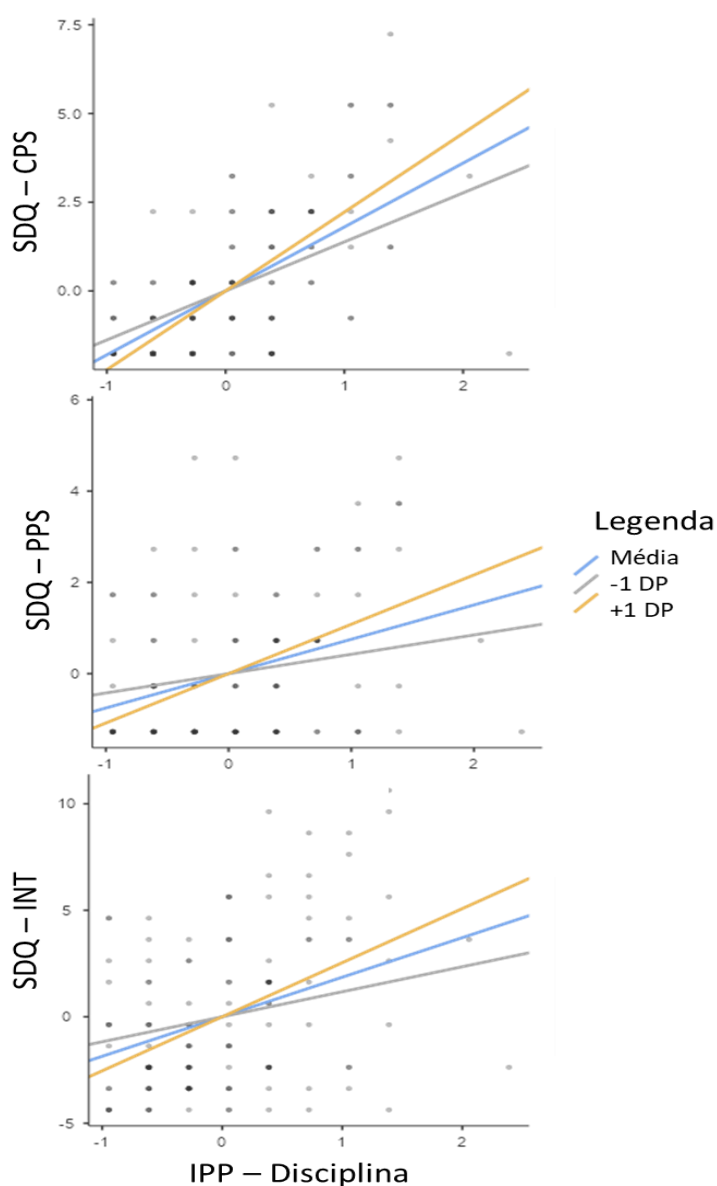 7.5
5.0
2.5
0.0
SDQ – CPS
-1 0 1 2
6
4
2
0
SDQ – PPS
-1 0 1 2
Legenda
Média
-1 DP
+1 DP
10
5
0
-5
SDQ – INT
-1 0 1 2
IPP – Disciplina